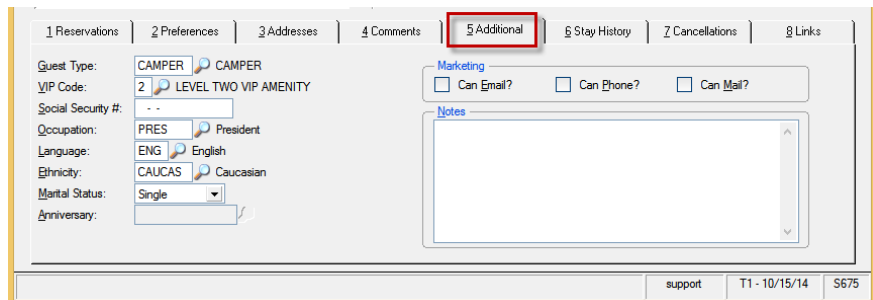 1 Reservations 2 Preferences 3 Addresses 4 Comments 5 Additional 6 Stay History 7 Cancellations 8 Links
Guest Type: CAMPER CAMPER
VIP Code: 2 LEVEL TWO VIP AMENITY
Social Security #: - -
Occupation: PRES President
Language: ENG English
Ethnicity: CAUCAS Caucasian
Marital Status: Single
Anniversary:
Marketing
Can Email? Can Phone? Can Mail?
Notes
support T1 - 10/15/14 S675